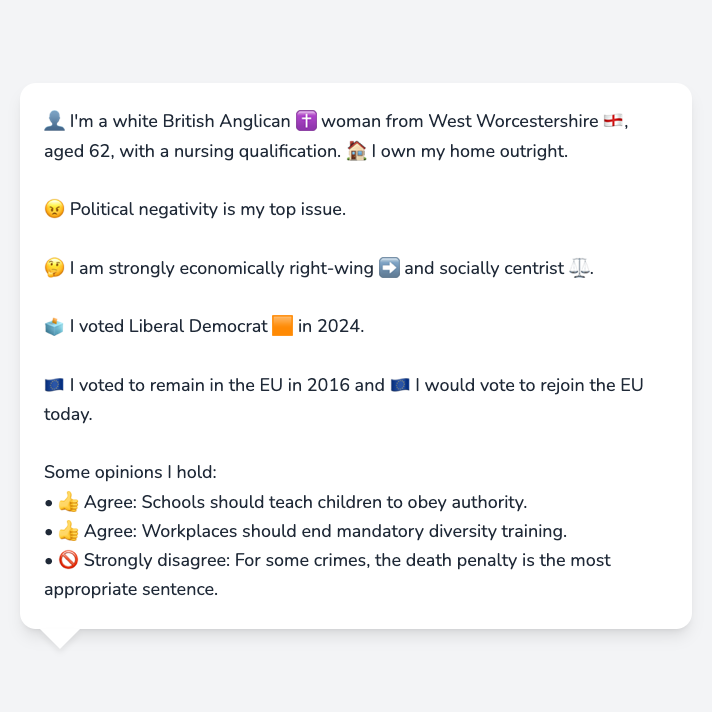 👤 I'm a white British Anglican ✝️ woman from West Worcestershire 🏴󠁧󠁢󠁥󠁮󠁧󠁿,
aged 62, with a nursing qualification. 🏠 I own my home outright.
😠 Political negativity is my top issue.
🤔 I am strongly economically right-wing ➡️ and socially centrist ⚖️.
🗳️ I voted Liberal Democrat 🟧 in 2024.
🇪🇺 I voted to remain in the EU in 2016 and 🇪🇺 I would vote to rejoin the EU
today.
Some opinions I hold:
• 👍 Agree: Schools should teach children to obey authority.
• 👍 Agree: Workplaces should end mandatory diversity training.
• 🚫 Strongly disagree: For some crimes, the death penalty is the most
appropriate sentence.